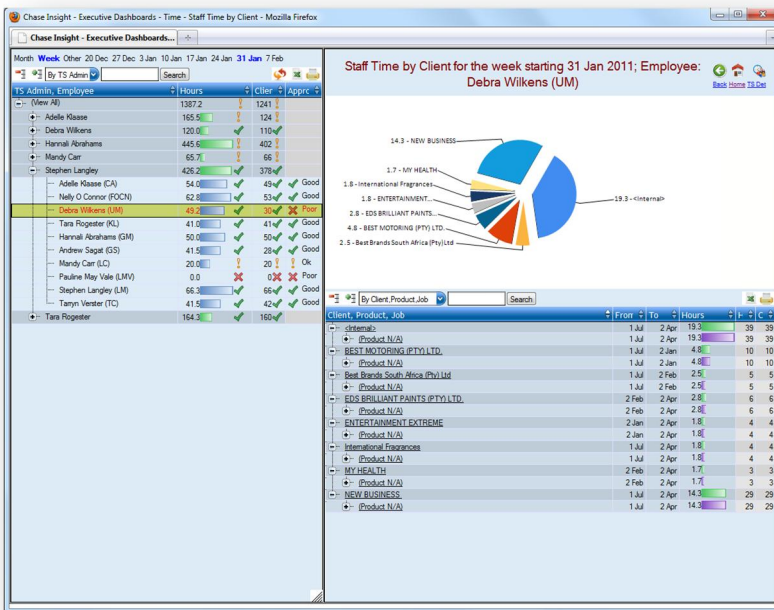 Chase Insight - Executive Dashboards - Time - Staff Time by Client - Mozilla Firefox
Chase Insight - Executive Dashboards...
Month Week Other 20 Dec 27 Dec 3 Jan 10 Jan 17 Jan 24 Jan 31 Jan 7 Feb
By TS Admin Search
TS Admin, Employee Hours Clier Apprc
(View All) 1387.2 1241
Adelle Klaase 165.5 124
Debra Wilkens 120.0 110
Hannali Abrahams 445.6 402
Mandy Carr 65.7 66
Stephen Langley 426.2 378
Adelle Klaase (CA) 54.0 49 Good
Nelly O Connor (FOCN) 62.8 53 Good
Debra Wilkens (UM) 49.2 30 Poor
Tara Rogester (KL) 41.0 41 Good
Hannali Abrahams (GM) 50.0 50 Good
Andrew Sagat (GS) 41.5 28 Good
Mandy Carr (LC) 20.0 20 Ok
Pauline May Vale (LMV) 0.0 0 Poor
Stephen Langley (LM) 66.3 66 Good
Tarryn Verster (TC) 41.5 42 Good
Tara Rogester 164.3 160
Staff Time by Client for the week starting 31 Jan 2011; Employee:
Debra Wilkens (UM)
Back Home TS Det
14.3 - NEW BUSINESS
1.7 - MY HEALTH
1.8 - International Fragrances
1.8 - ENTERTAINMENT...
2.8 - EDS BRILLIANT PAINTS...
4.8 - BEST MOTORING (PTY) LTD.
2.5 - Best Brands South Africa (Pty) Ltd
19.3 - <Internal>
By Client,Product,Job Search
Client, Product, Job Fron To Hours H C
<Internal> 1 Jul 2 Apr 19.3 39 39
(Product N/A) 1 Jul 2 Apr 19.3 39 39
BEST MOTORING (PTY) LTD. 1 Jul 2 Jan 4.8 10 10
(Product N/A) 1 Jul 2 Jan 4.8 10 10
Best Brands South Africa (Pty) Ltd 1 Jul 2 Feb 2.5 5 5
(Product N/A) 1 Jul 2 Feb 2.5 5 5
EDS BRILLIANT PAINTS (PTY) LTD. 2 Feb 2 Apr 2.8 6 6
(Product N/A) 2 Feb 2 Apr 2.8 6 6
ENTERTAINMENT EXTREME 2 Jan 2 Apr 1.8 4 4
(Product N/A) 2 Jan 2 Apr 1.8 4 4
International Fragrances 1 Jul 2 Apr 1.8 4 4
(Product N/A) 1 Jul 2 Apr 1.8 4 4
MY HEALTH 2 Feb 2 Apr 1.7 3 3
(Product N/A) 2 Feb 2 Apr 1.7 3 3
NEW BUSINESS 1 Jul 2 Apr 14.3 29 29
(Product N/A) 1 Jul 2 Apr 14.3 29 29